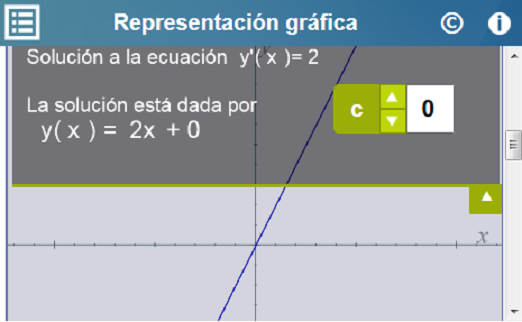 Representación gráfica
©
i
Solución a la ecuación y'( x )= 2
y
La solución está dada por
y( x ) = 2x + 0
c 0
x